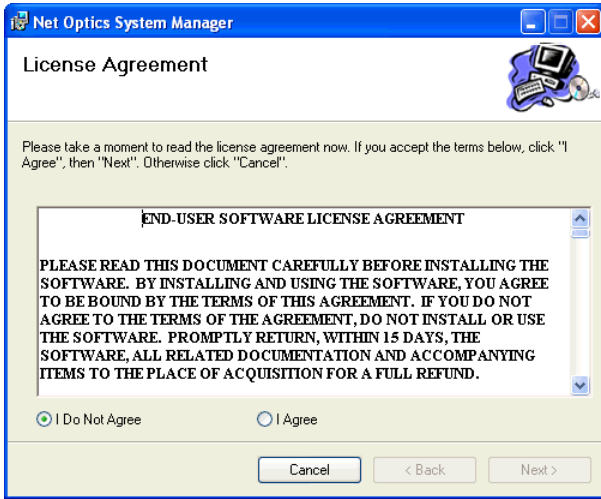 Net Optics System Manager
License Agreement
Please take a moment to read the license agreement now. If you accept the terms below, click "I
Agree", then "Next". Otherwise click "Cancel".
END-USER SOFTWARE LICENSE AGREEMENT
PLEASE READ THIS DOCUMENT CAREFULLY BEFORE INSTALLING THE
SOFTWARE. BY INSTALLING AND USING THE SOFTWARE, YOU AGREE
TO BE BOUND BY THE TERMS OF THIS AGREEMENT. IF YOU DO NOT
AGREE TO THE TERMS OF THE AGREEMENT, DO NOT INSTALL OR USE
THE SOFTWARE. PROMPTLY RETURN, WITHIN 15 DAYS, THE
SOFTWARE, ALL RELATED DOCUMENTATION AND ACCOMPANYING
ITEMS TO THE PLACE OF ACQUISITION FOR A FULL REFUND.
I Do Not Agree I Agree
Cancel < Back Next >